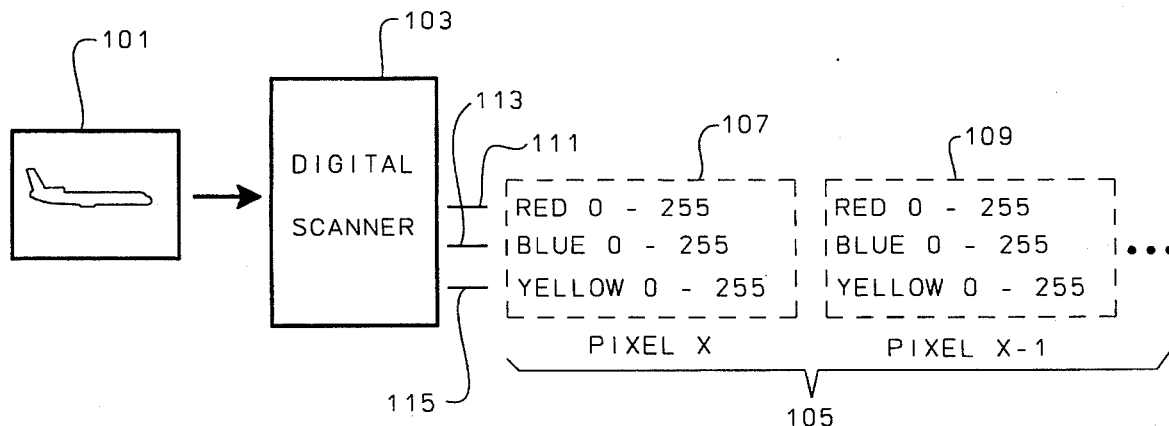 101
103
113
111
107
109
DIGITAL
SCANNER
RED 0 - 255
BLUE 0 - 255
YELLOW 0 - 255
RED 0 - 255
BLUE 0 - 255
YELLOW 0 - 255
PIXEL X
PIXEL X-1
115
105